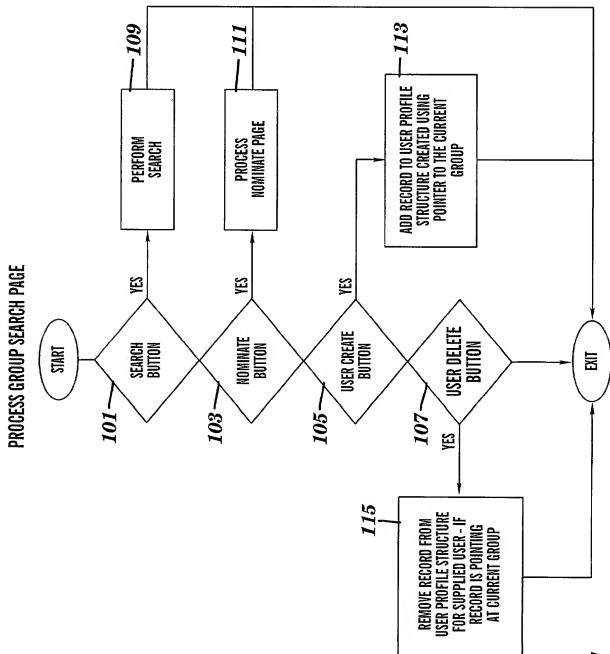 PROCESS GROUP SEARCH PAGE
START
SEARCH
BUTTON
101
YES
PERFORM
SEARCH
109
NOMINATE
BUTTON
103
YES
PROCESS
NOMINATE PAGE
111
USER CREATE
BUTTON
105
YES
ADD RECORD TO USER PROFILE
STRUCTURE CREATED USING
POINTER TO THE CURRENT
GROUP
113
USER DELETE
BUTTON
107
YES
REMOVE RECORD FROM
USER PROFILE STRUCTURE
FOR SUPPLIED USER - IF
RECORD IS POINTING
AT CURRENT GROUP
115
EXIT